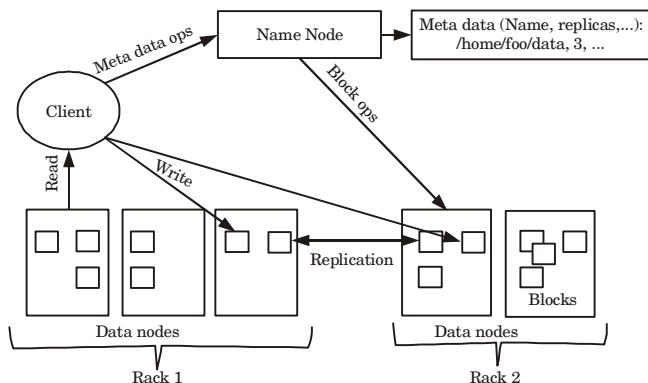 Meta data ops
Name Node
Meta data (Name, replicas,...):
/home/foo/data, 3, ...
Client
Block ops
Read
Write
Replication
Blocks
Data nodes
Data nodes
Rack 1
Rack 2